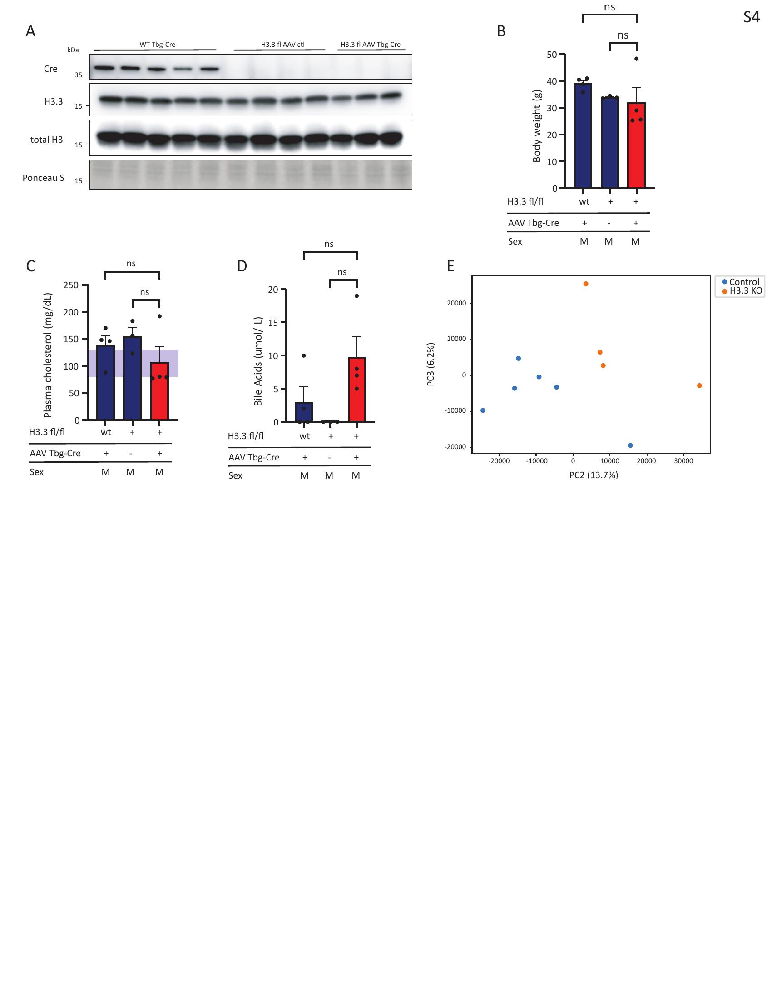 S4
A
kDa
WT Tbg-Cre
H3.3 fl AAV ctl
H3.3 fl AAV Tbg-Cre
Cre
35
H3.3
15
total H3
15
Ponceau S
15
B
ns
ns
Body weight (g)
50
40
30
20
10
0
H3.3 fl/fl wt + +
AAV Tbg-Cre + - +
Sex M M M
C
ns
ns
Plasma cholesterol (mg/dL)
250
200
150
100
50
0
H3.3 fl/fl wt + +
AAV Tbg-Cre + - +
Sex M M M
D
ns
ns
Bile Acids (umol/ L)
20
15
10
5
0
H3.3 fl/fl wt + +
AAV Tbg-Cre + - +
Sex M M M
E
Control
H3.3 KO
PC3 (6.2%)
20000
10000
0
-10000
-20000
-20000 -10000 0 10000 20000 30000
PC2 (13.7%)